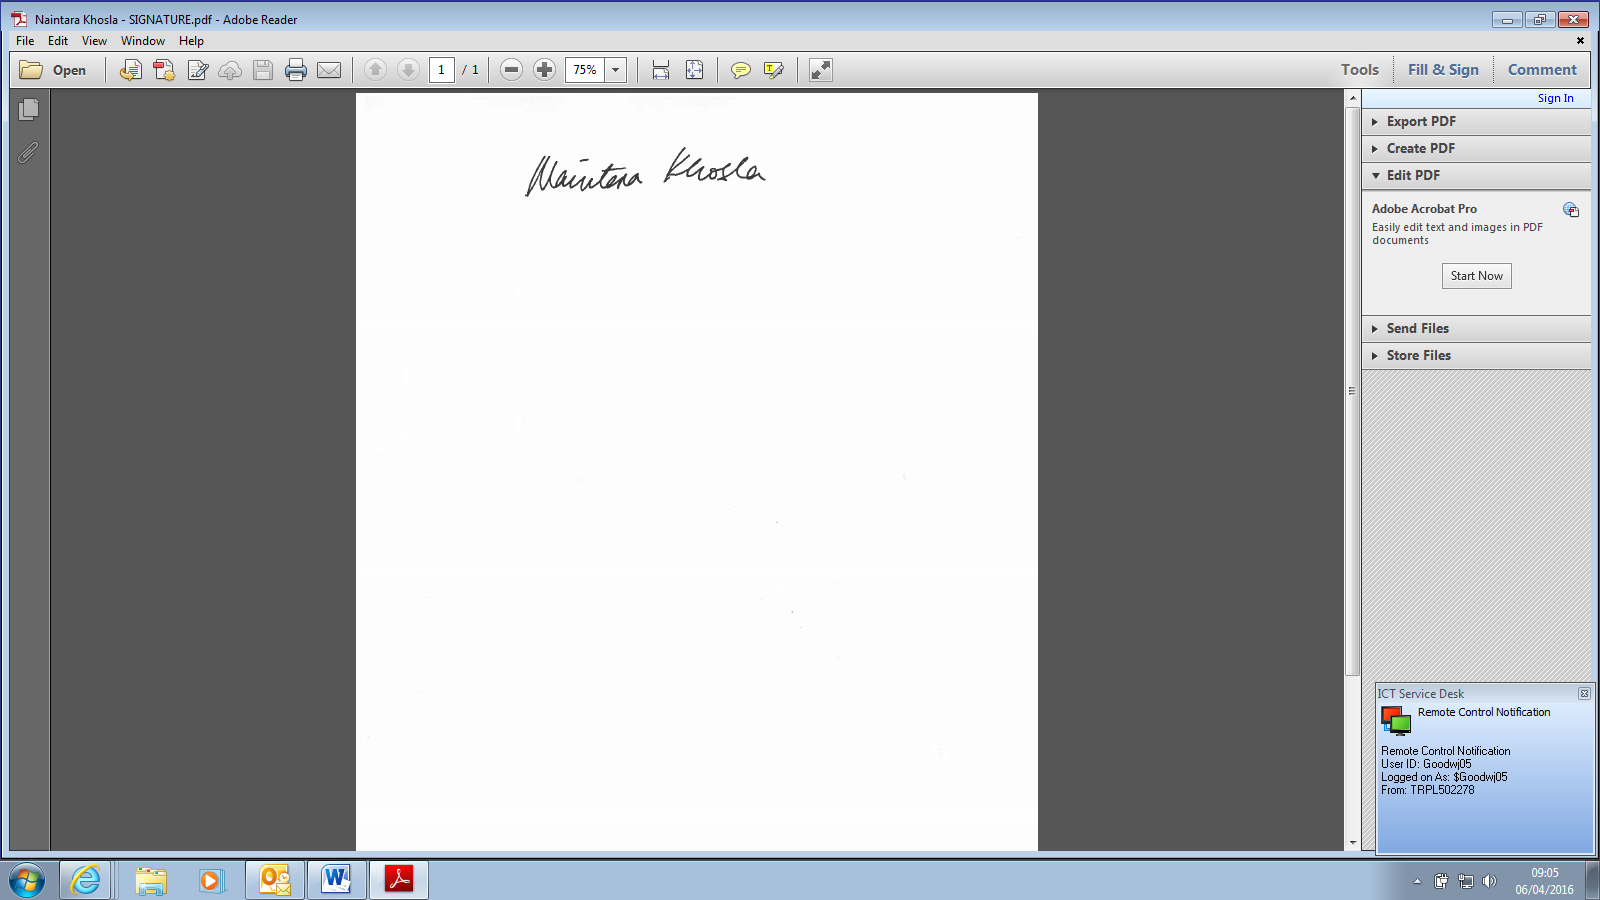 Naintara Khosla - SIGNATURE.pdf - Adobe Reader
File Edit View Window Help
Open 1 / 1 75% Tools Fill & Sign Comment
Sign In
Export PDF
Create PDF
Edit PDF
Adobe Acrobat Pro
Easily edit text and images in PDF
documents
Start Now
Send Files
Store Files
Naintara Khosla
ICT Service Desk
Remote Control Notification
Remote Control Notification
User ID: Goodwj05
Logged on As: $Goodwj05
From: TRPL502278
09:05
06/04/2016